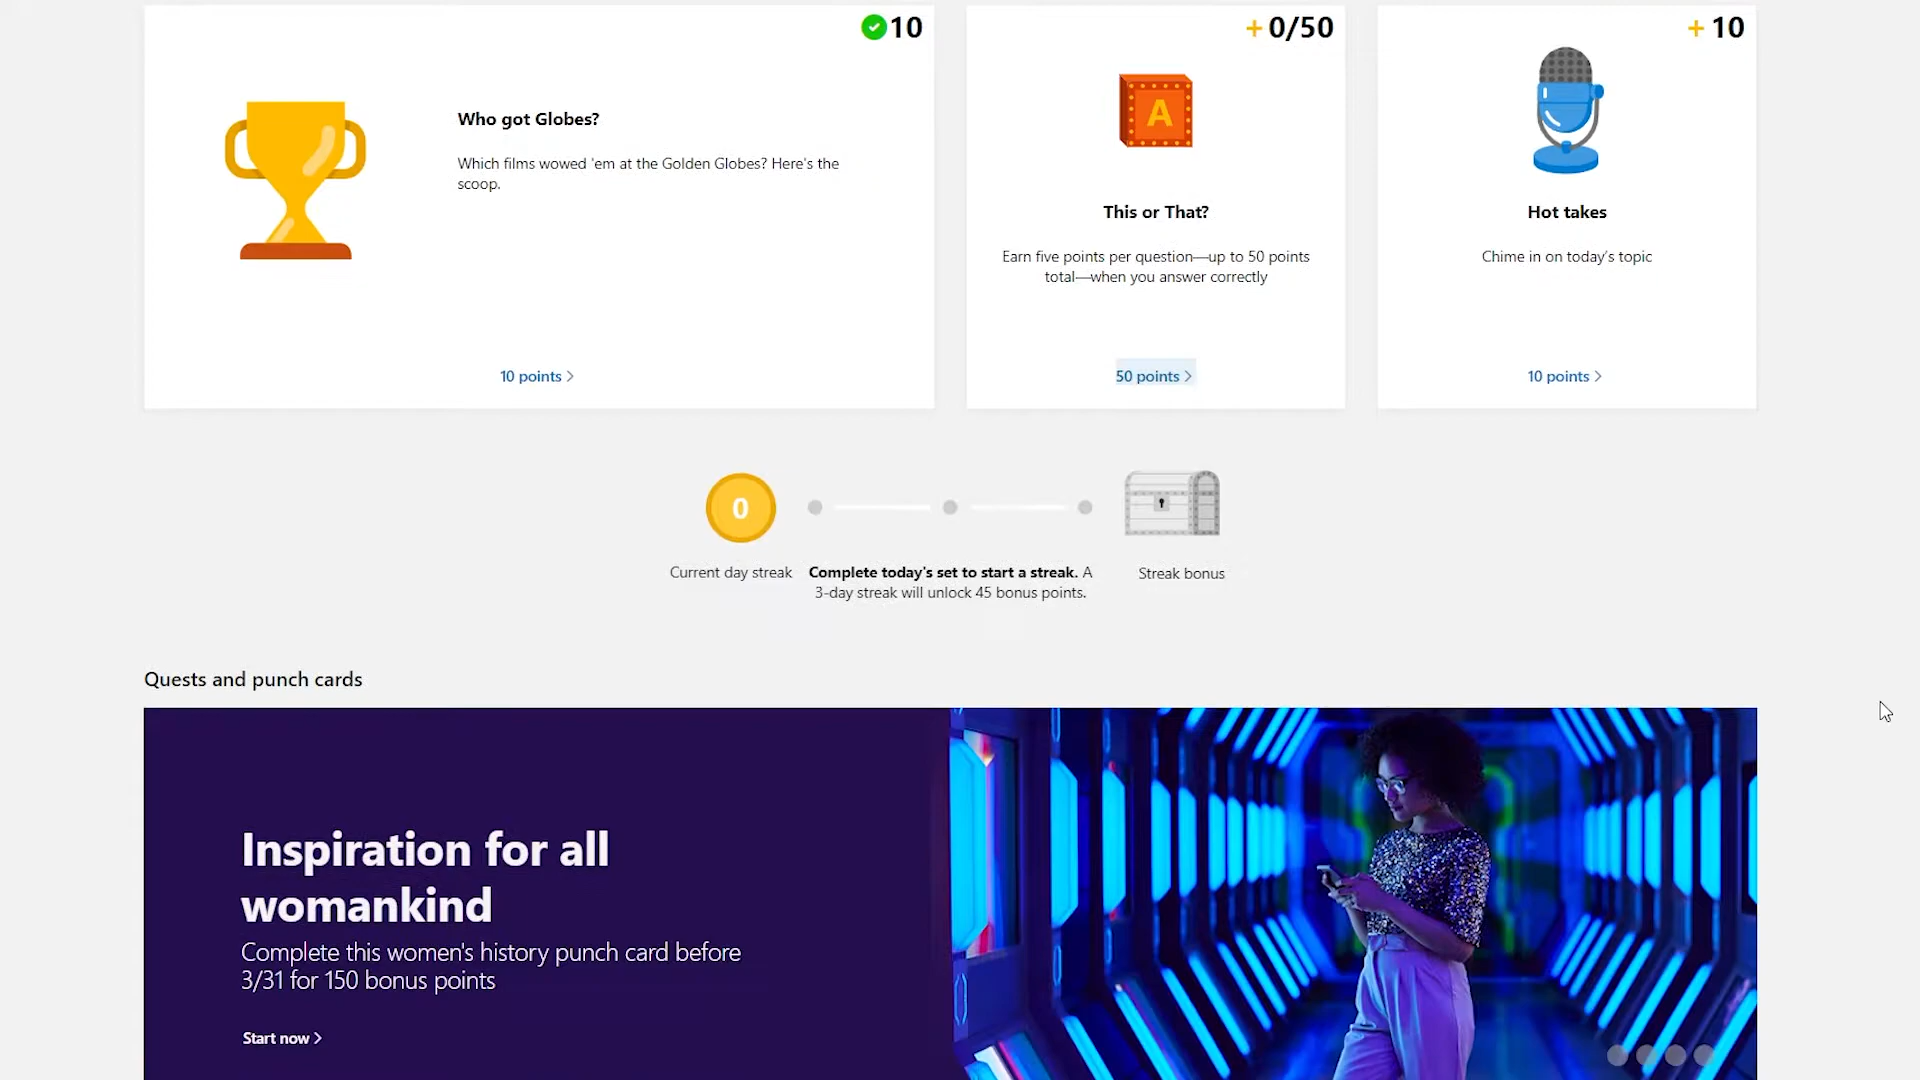 10
Who got Globes?
Which films wowed 'em at the Golden Globes? Here's the
scoop.
10 points
+ 0/50
A
This or That?
Earn five points per question—up to 50 points
total—when you answer correctly
50 points
+ 10
Hot takes
Chime in on today's topic
10 points
0
Current day streak
Complete today's set to start a streak. A
3-day streak will unlock 45 bonus points.
Streak bonus
Quests and punch cards
Inspiration for all
womankind
Complete this women's history punch card before
3/31 for 150 bonus points
Start now